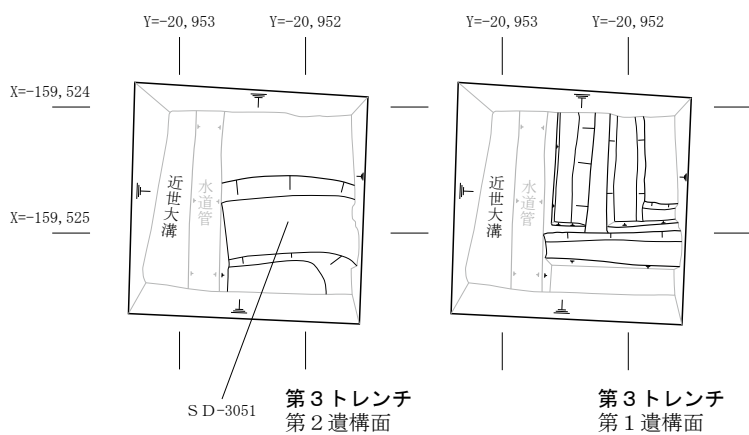 Y=−20,953
Y=−20,952
Y=−20,953
Y=−20,952
X=−159,524
X=−159,525
近世大溝
水道管
近世大溝
水道管
ＳＤ−3051
第３トレンチ
第２遺構面
第３トレンチ
第１遺構面